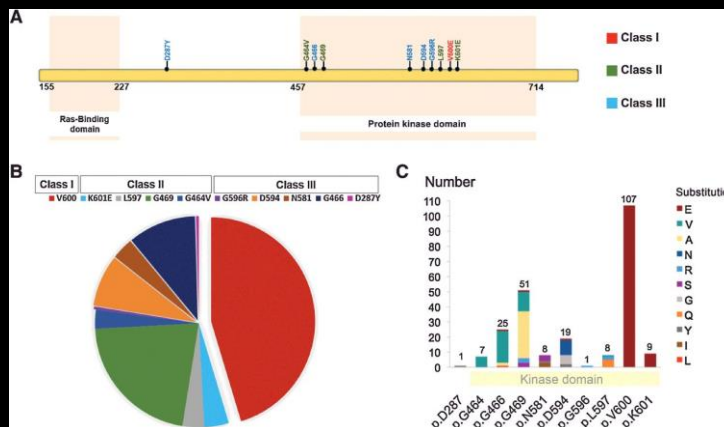 A
D287Y
G464V
G466
G469
N581
D594
G596R
L597
V600E
K601E
155
227
457
714
Ras-Binding
domain
Protein kinase domain
Class I
Class II
Class III
B
Class I
Class II
Class III
V600 K601E L597 G469 G464V G596R D594 N581 G466 D287Y
C
Number
110
100
90
80
70
60
50
40
30
20
10
0
1
7
25
51
8
19
1
8
107
9
Kinase domain
p.D287
p.G464
p.G466
p.G469
p.N581
p.D594
p.G596
p.L597
p.V600
p.K601
Substitutio
E
V
A
N
R
S
G
Q
Y
I
L